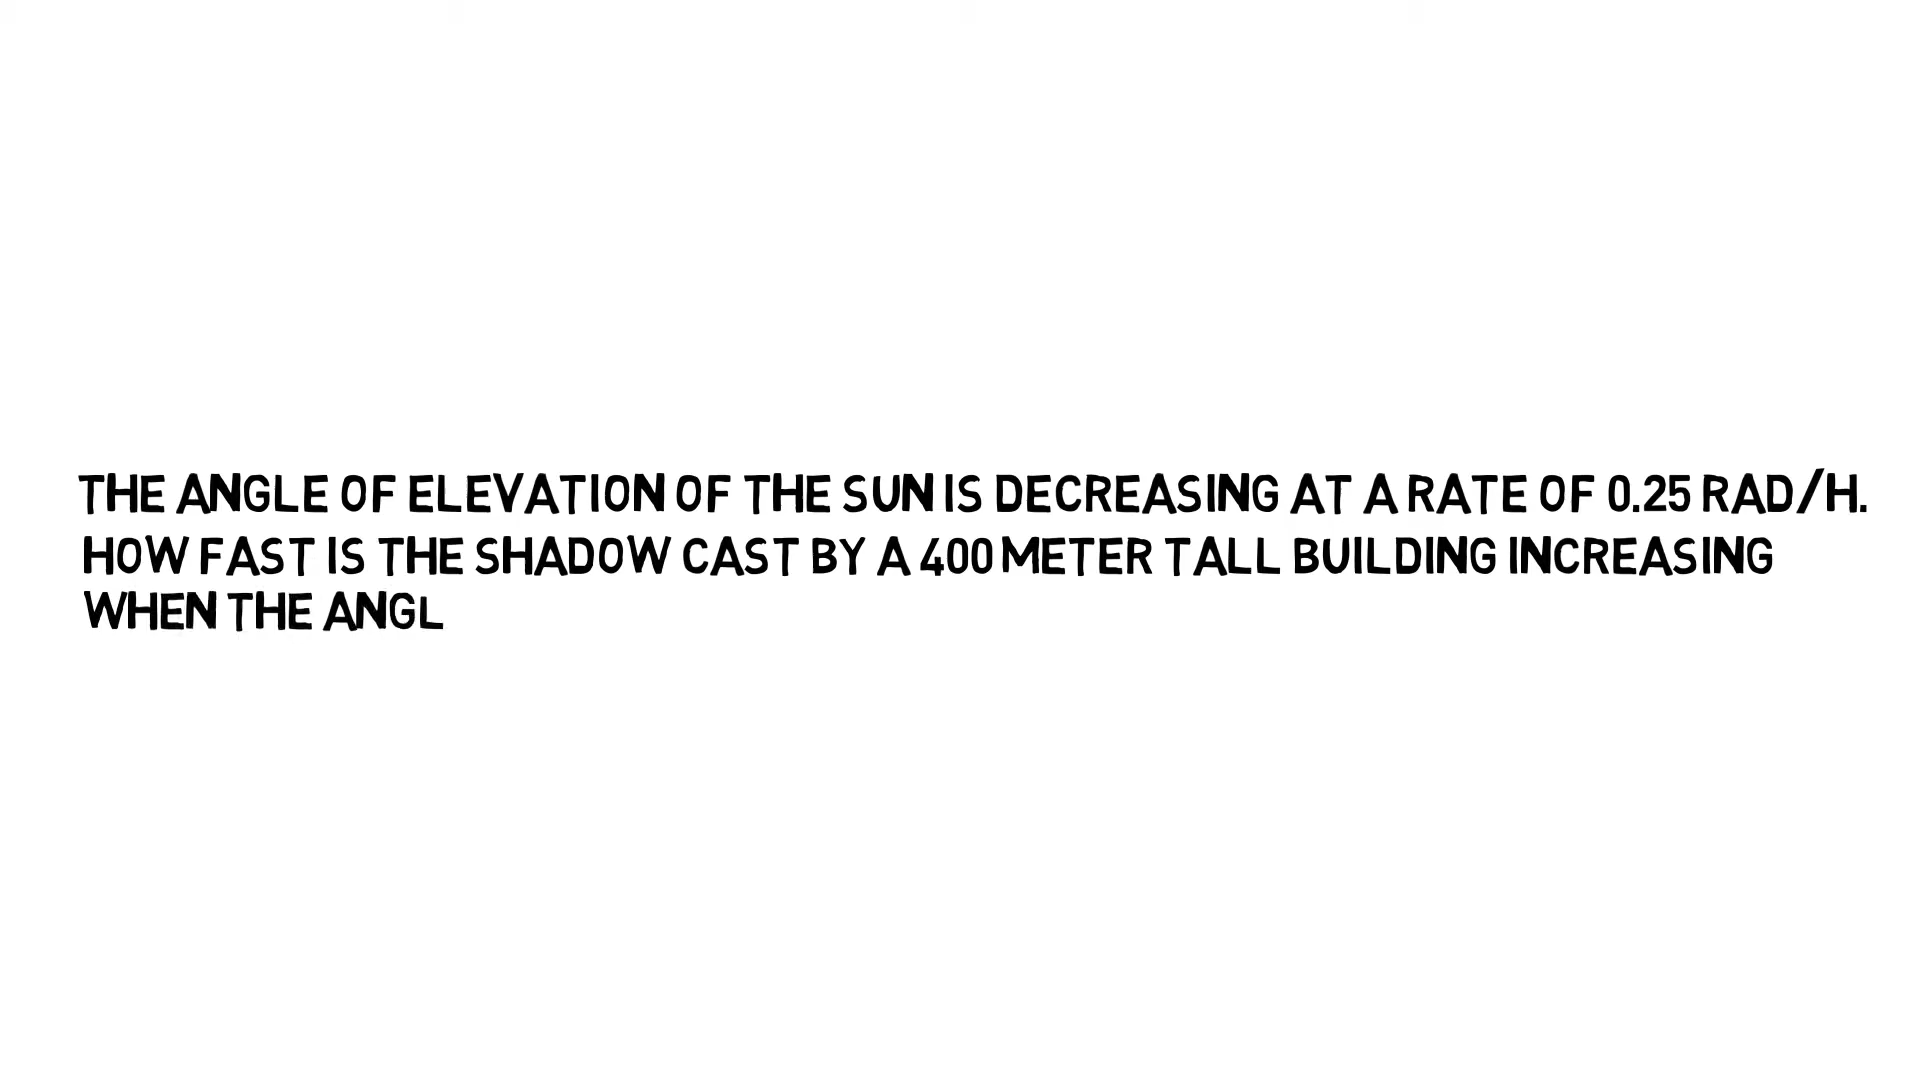 THE ANGLE OF ELEVATION OF THE SUN IS DECREASING AT A RATE OF 0.25 RAD/H.
HOW FAST IS THE SHADOW CAST BY A 400 METER TALL BUILDING INCREASING
WHEN THE ANGL